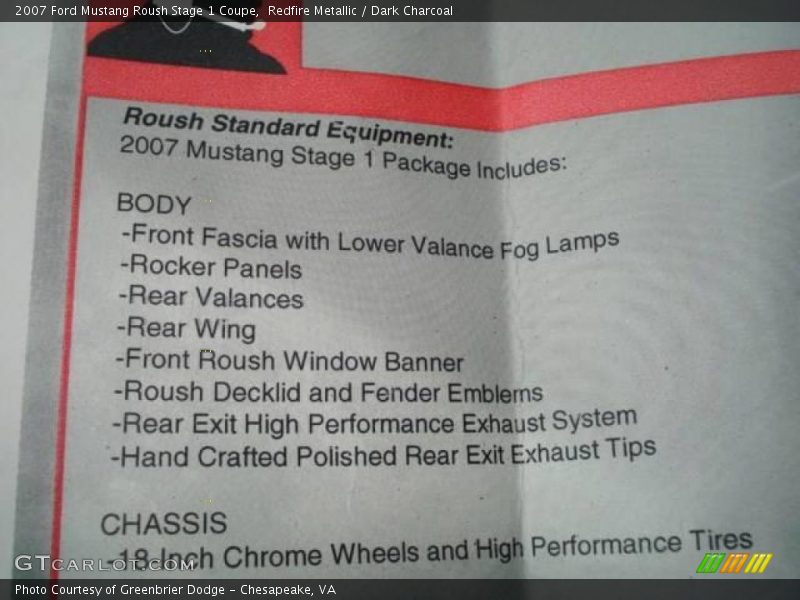 2007 Ford Mustang Roush Stage 1 Coupe, Redfire Metallic / Dark Charcoal
Roush Standard Equipment:
2007 Mustang Stage 1 Package Includes:
BODY
-Front Fascia with Lower Valance Fog Lamps
-Rocker Panels
-Rear Valances
-Rear Wing
-Front Roush Window Banner
-Roush Decklid and Fender Emblems
-Rear Exit High Performance Exhaust System
-Hand Crafted Polished Rear Exit Exhaust Tips
CHASSIS
-18-Inch Chrome Wheels and High Performance Tires
GTcarlot.com
Photo Courtesy of Greenbrier Dodge - Chesapeake, VA